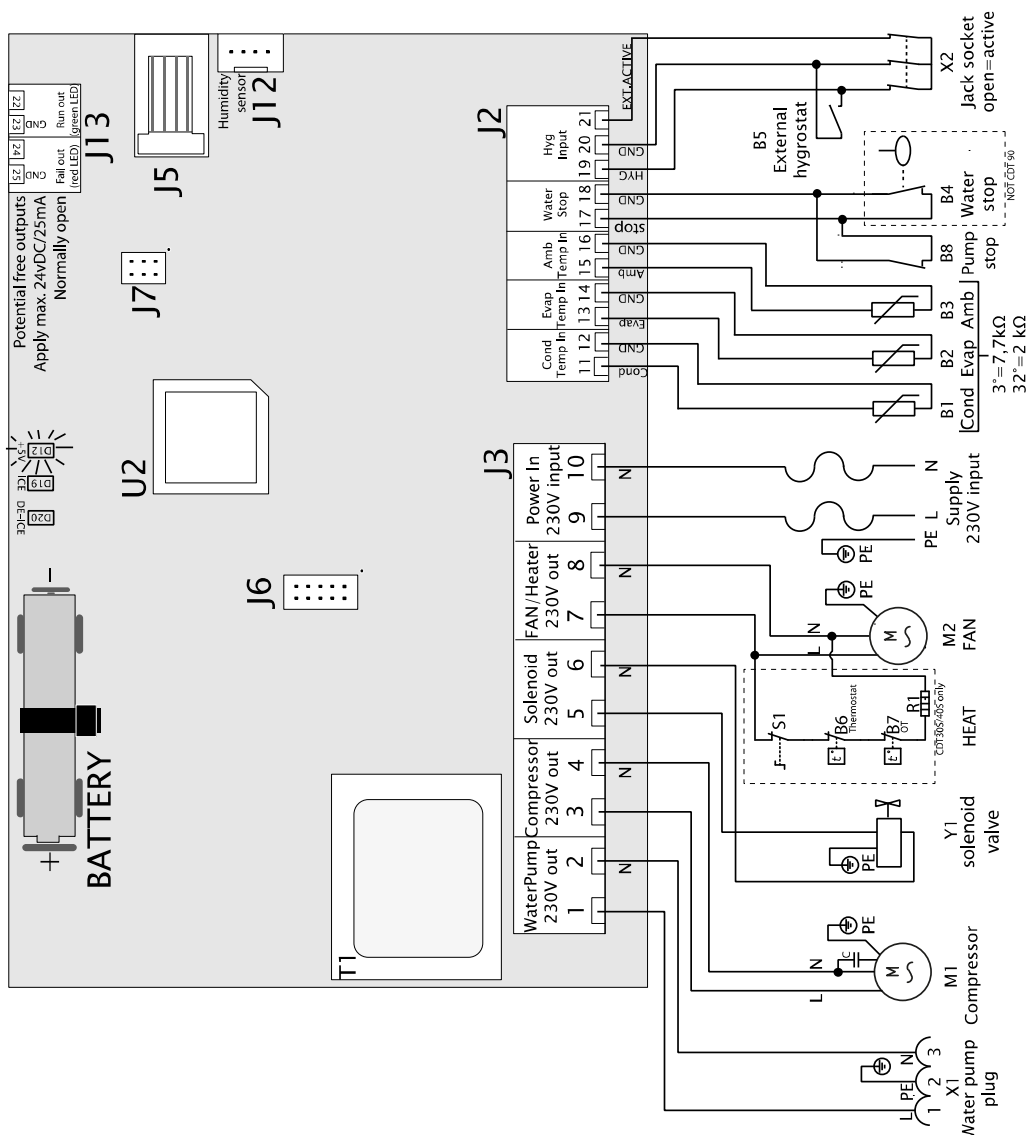 22
23
GND
Run out
(green LED)
24
25
GND
Fail out
(red LED)
J13
J5
Humidity
sensor
J12
Potential free outputs
Apply max. 24vDC/25mA
Normally open
J7
+5V
D12
ICE
D19
DE-ICE
D20
U2
J6
BATTERY
+
−
T1
J2
Hyg
Input
21
20
19
Water
Stop
18
17
Amb
Temp In
16
15
Evap
Temp In
14
13
Cond
Temp In
12
11
EXT.ACTIVE
GND
HYG
GND
stop
GND
Amb
GND
Evap
GND
Cond
X2
Jack socket
open=active
B5
External
hygrostat
B4
Water
stop
NOT CDT 90
B8
Pump
stop
B3
Amb
B2
Evap
B1
Cond
3°=7,7kΩ
32°=2 kΩ
J3
Power In
230V input
10
9
FAN/Heater
230V out
8
7
Solenoid
230V out
6
5
Compressor
230V out
4
3
WaterPump
230V out
2
1
N
N
N
N
N
N
L
PE
Supply
230V input
PE
PE
N
L
M
M2
FAN
S1
B6
Thermostat
t°
B7
OT
t°
R1
CDT30S/40S only
HEAT
PE
Y1
solenoid
valve
PE
N
L
C
M
M1
Compressor
N
PE
L
3
2
1
X1
Water pump
plug